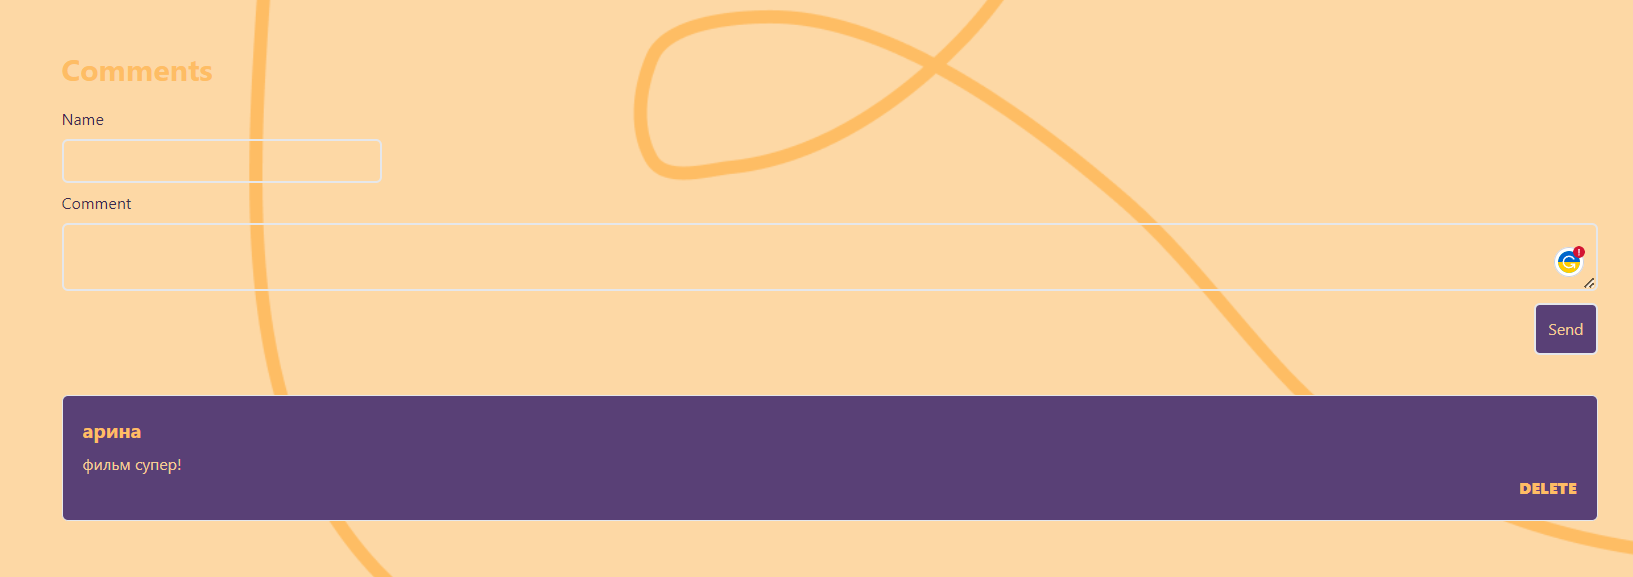 Comments
Name
Comment
Send
арина
фильм супер!
DELETE